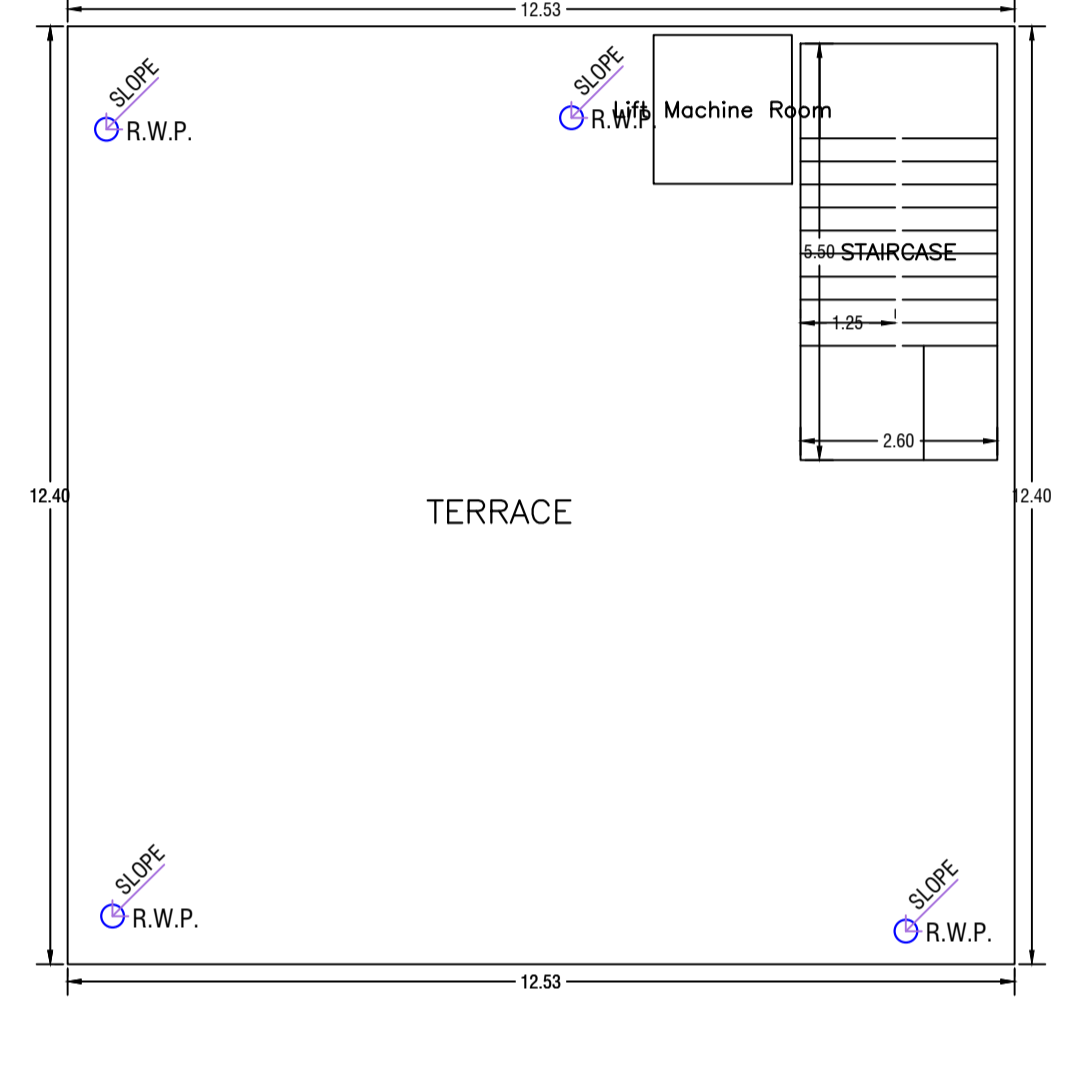 12.53
SLOPE
R.W.P.
SLOPE
R.W.P.
Lift Machine Room
5.50
STAIRCASE
1.25
2.60
12.40
12.40
TERRACE
SLOPE
R.W.P.
SLOPE
R.W.P.
12.53